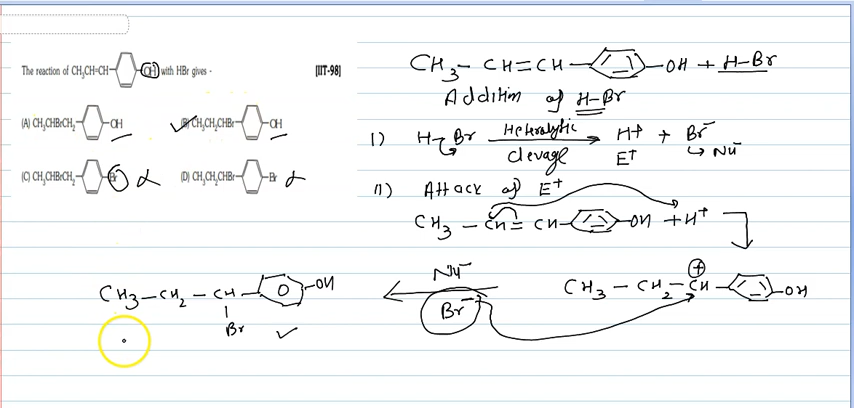 The reaction of CH₃CH=CH-⌬-OH with HBr gives - [IIT-98]
(A) CH₃CHBrCH₂-⌬-OH (B) CH₃CH₂CHBr-⌬-OH
(C) CH₃CHBrCH₂-⌬-Br (D) CH₃CH₂CHBr-⌬-Br
CH₃ - CH = CH -⌬- OH + H-Br
Addition of H-Br
I) H - Br Heterolytic clevage → H+ + Br⁻
E+ Nu⁻
II) Attack of E+
CH₃ - CH = CH -⌬- OH + H+
CH₃ - CH₂ - CH -⌬- OH
+
Nu⁻
Br⁻
CH₃ - CH₂ - CH -⌬- OH
Br